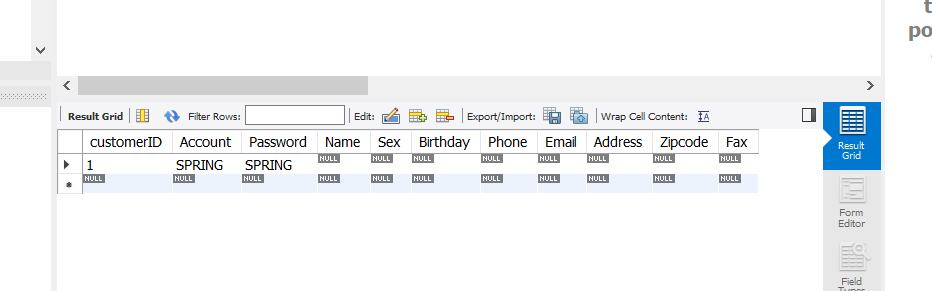 t
po
Result Grid
Filter Rows:
Edit:
Export/Import:
Wrap Cell Content:
IA
customerID Account Password Name Sex Birthday Phone Email Address Zipcode Fax
1 SPRING SPRING NULL NULL NULL NULL NULL NULL NULL NULL
NULL NULL NULL NULL NULL NULL NULL NULL NULL NULL NULL
Result
Grid
Form
Editor
Field
Types